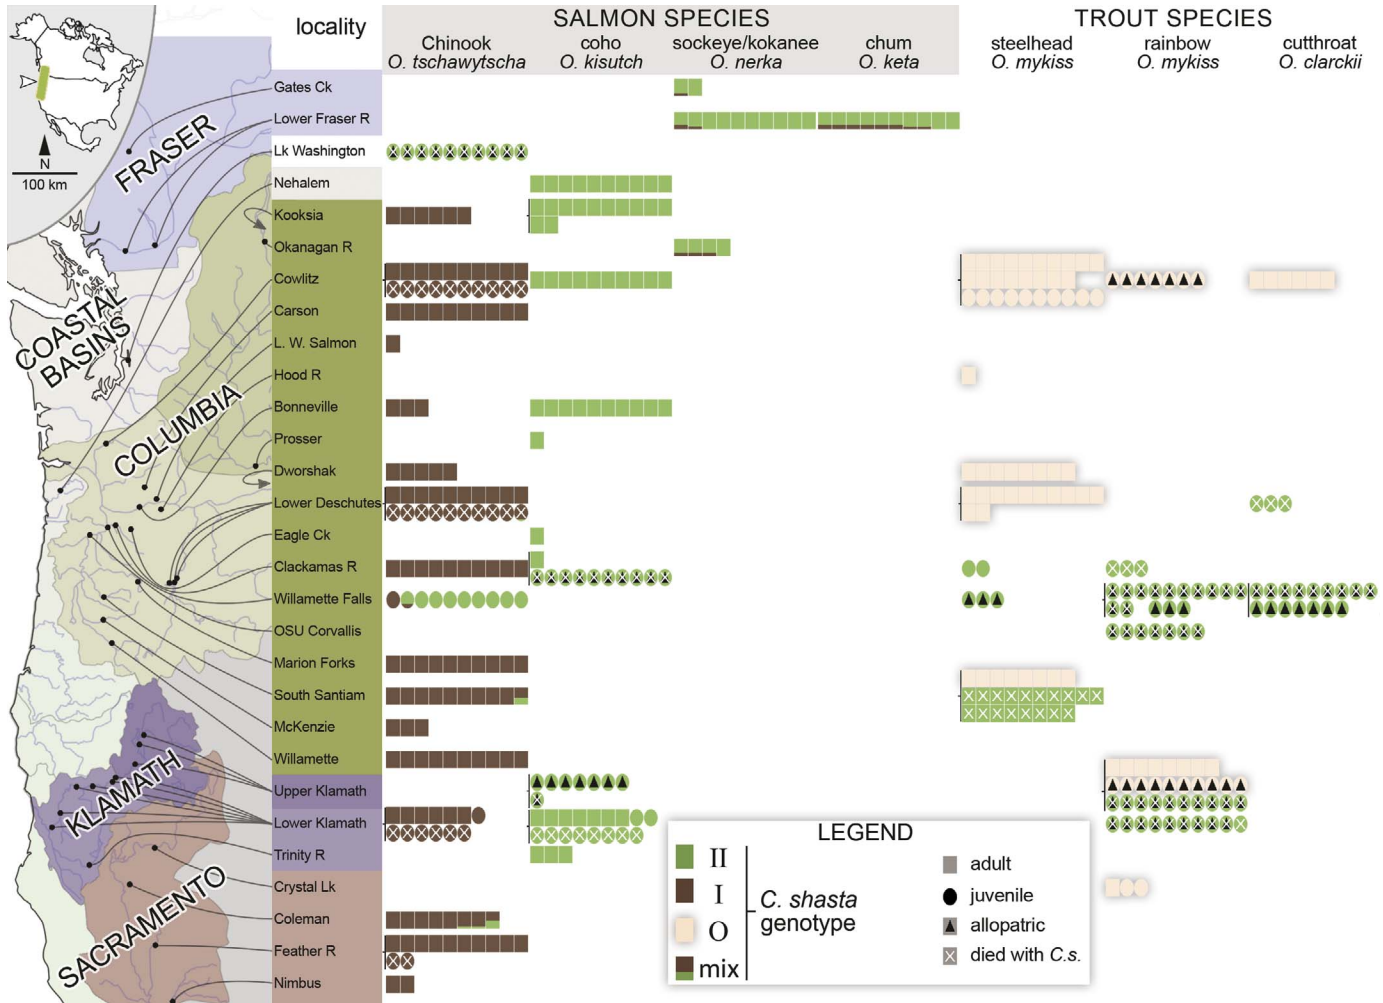 locality
SALMON SPECIES
TROUT SPECIES
Chinook
O. tschawytscha
coho
O. kisutch
sockeye/kokanee
O. nerka
chum
O. keta
steelhead
O. mykiss
rainbow
O. mykiss
cutthroat
O. clarckii
N
100 km
FRASER
COASTAL
BASINS
COLUMBIA
KLAMATH
SACRAMENTO
Gates Ck
Lower Fraser R
Lk Washington
Nehalem
Kooksia
Okanagan R
Cowlitz
Carson
L. W. Salmon
Hood R
Bonneville
Prosser
Dworshak
Lower Deschutes
Eagle Ck
Clackamas R
Willamette Falls
OSU Corvallis
Marion Forks
South Santiam
McKenzie
Willamette
Upper Klamath
Lower Klamath
Trinity R
Crystal Lk
Coleman
Feather R
Nimbus
LEGEND
II
I
O
mix
C. shasta
genotype
adult
juvenile
allopatric
died with C.s.